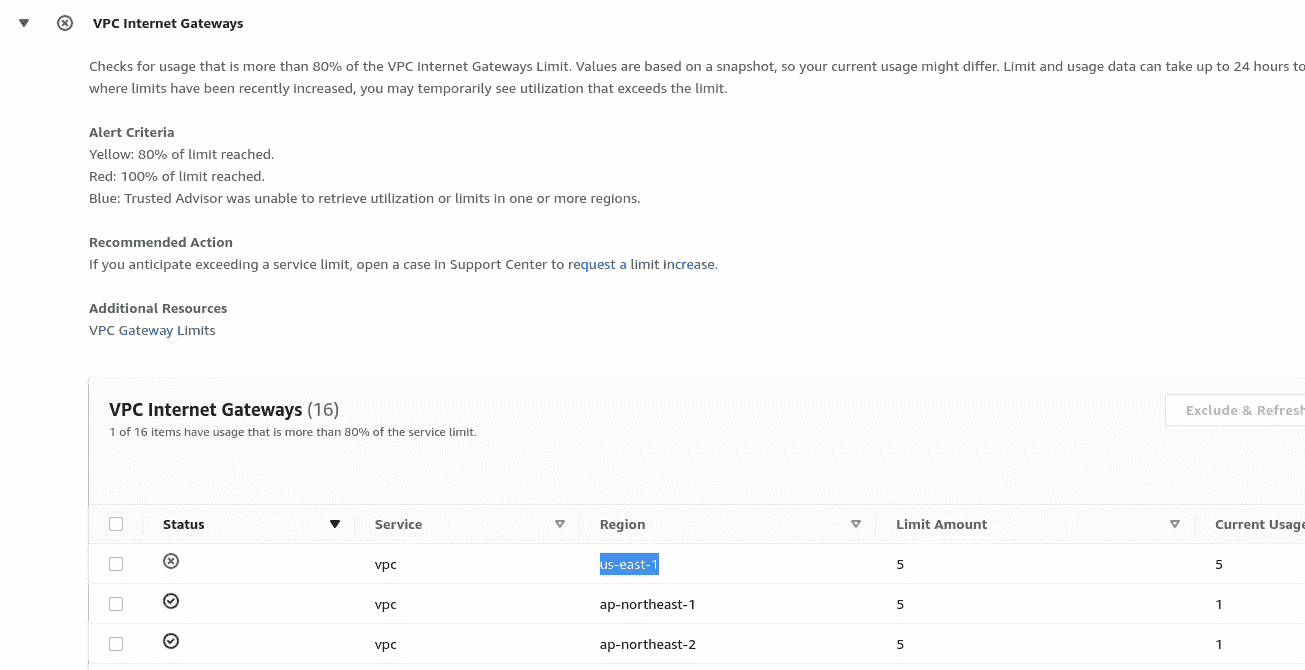 VPC Internet Gateways
Checks for usage that is more than 80% of the VPC Internet Gateways Limit. Values are based on a snapshot, so your current usage might differ. Limit and usage data can take up to 24 hours to
where limits have been recently increased, you may temporarily see utilization that exceeds the limit.
Alert Criteria
Yellow: 80% of limit reached.
Red: 100% of limit reached.
Blue: Trusted Advisor was unable to retrieve utilization or limits in one or more regions.
Recommended Action
If you anticipate exceeding a service limit, open a case in Support Center to request a limit increase.
Additional Resources
VPC Gateway Limits
VPC Internet Gateways (16)
Exclude & Refresh
1 of 16 items have usage that is more than 80% of the service limit.
Status Service Region Limit Amount Current Usage
vpc us-east-1 5 5
vpc ap-northeast-1 5 1
vpc ap-northeast-2 5 1